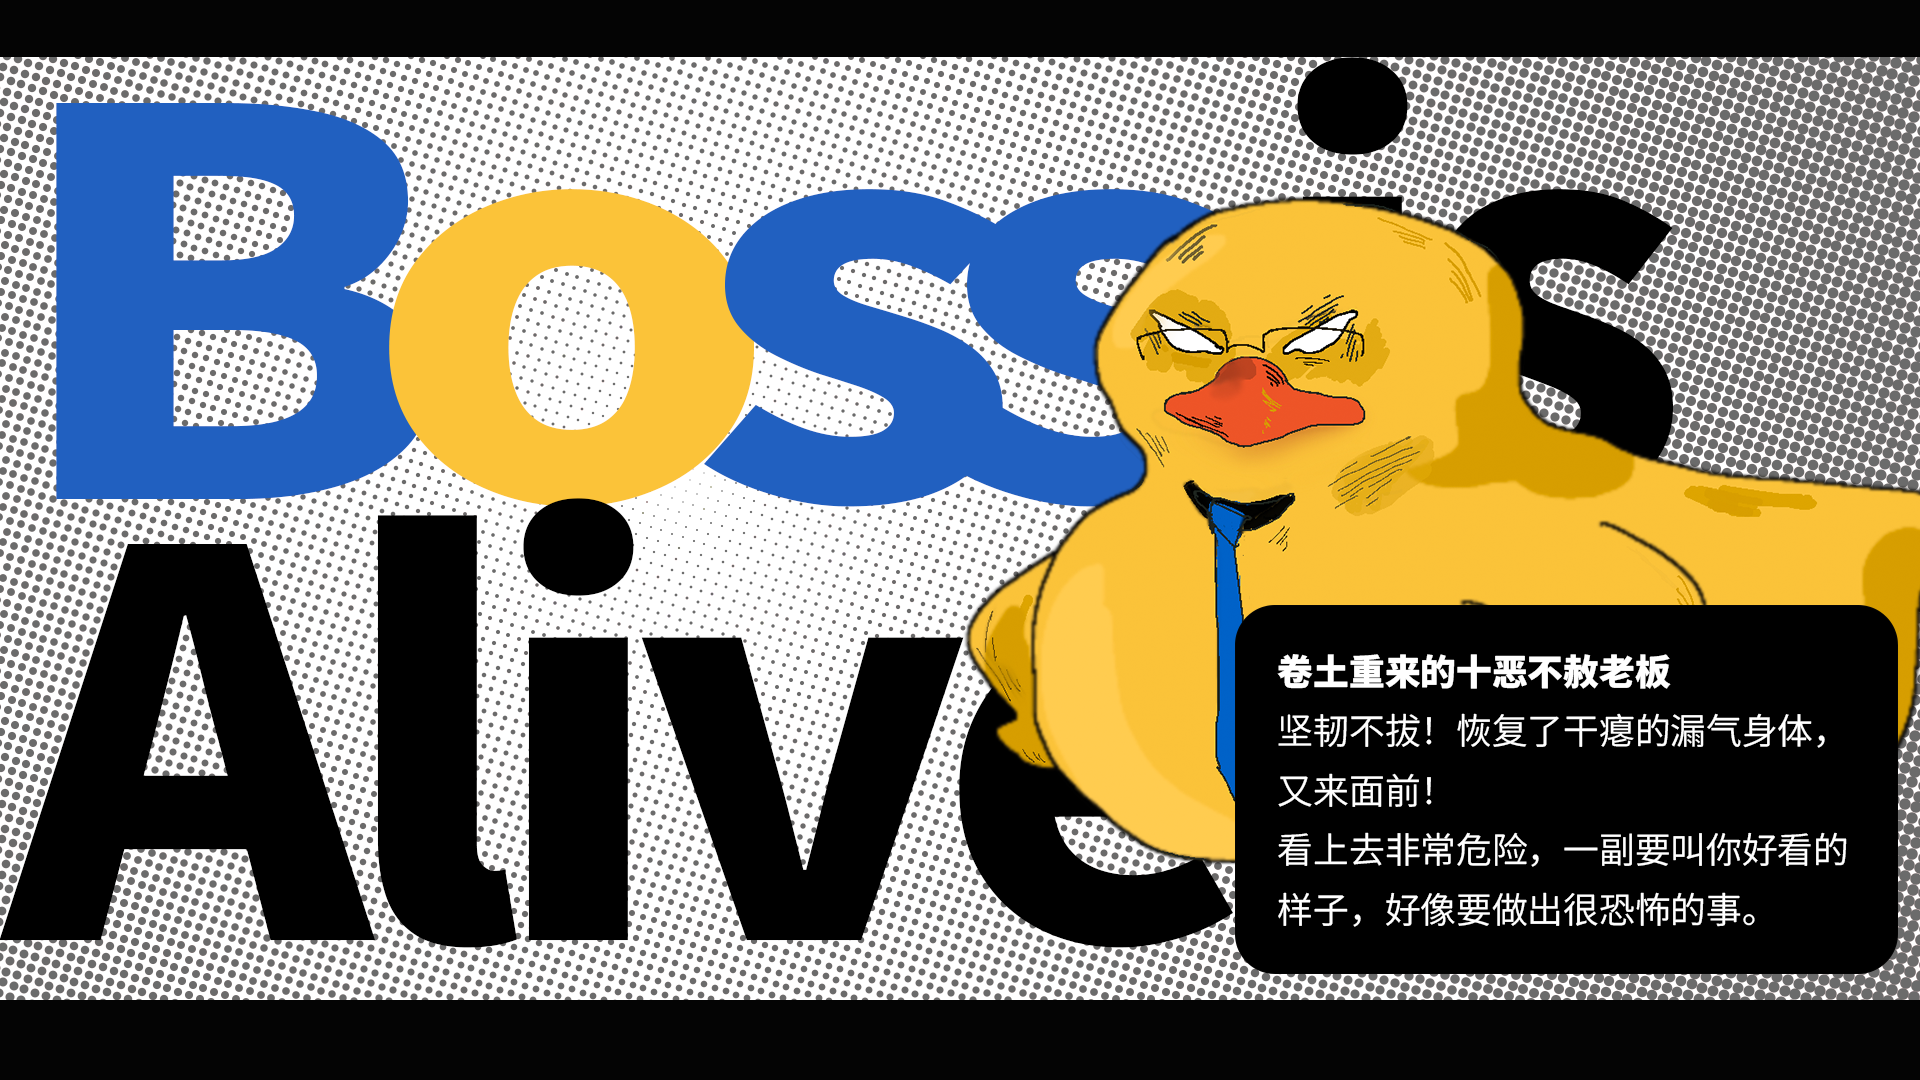 Boss is
Alive
卷土重来的十恶不赦老板
坚韧不拔！恢复了干瘪的漏气身体，
又来面前！
看上去非常危险，一副要叫你好看的
样子，好像要做出很恐怖的事。